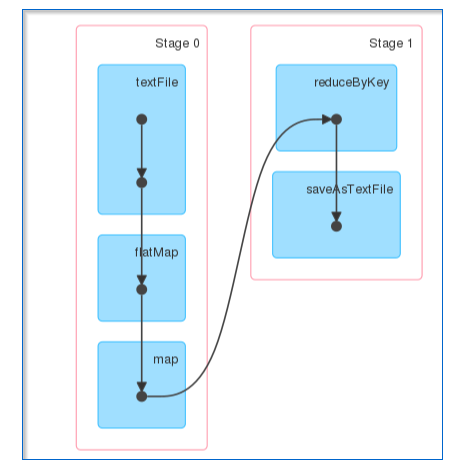 Stage 0
textFile
flatMap
map
Stage 1
reduceByKey
saveAsTextFile